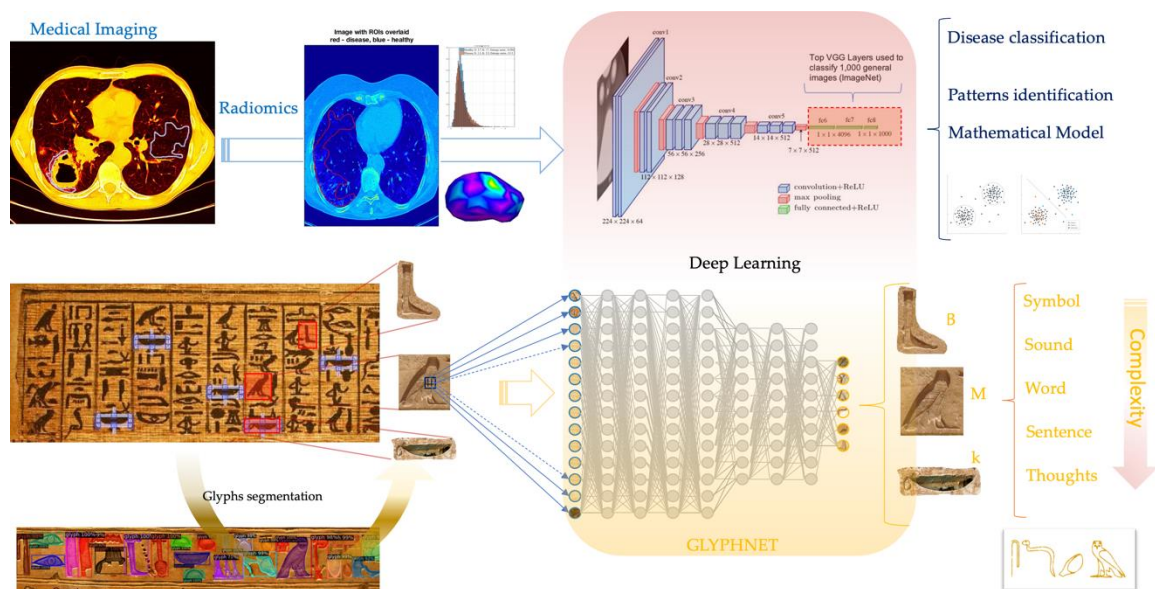 Medical Imaging
Radiomics
Image with ROIs overlaid
red - disease, blue - healthy
conv1
conv2
conv3
conv4
conv5
Top VGG Layers used to
classify 1,000 general
images (ImageNet)
fc6
fc7
fc8
1 × 1 × 4096
1 × 1 × 1000
14 × 14 × 512
28 × 28 × 512
7 × 7 × 512
56 × 56 × 256
112 × 112 × 128
224 × 224 × 64
convolution+ReLU
max pooling
fully connected+ReLU
Disease classification
Patterns identification
Mathematical Model
Deep Learning
Glyphs segmentation
GLYPHNET
B
M
k
Symbol
Sound
Word
Sentence
Thoughts
Complexity